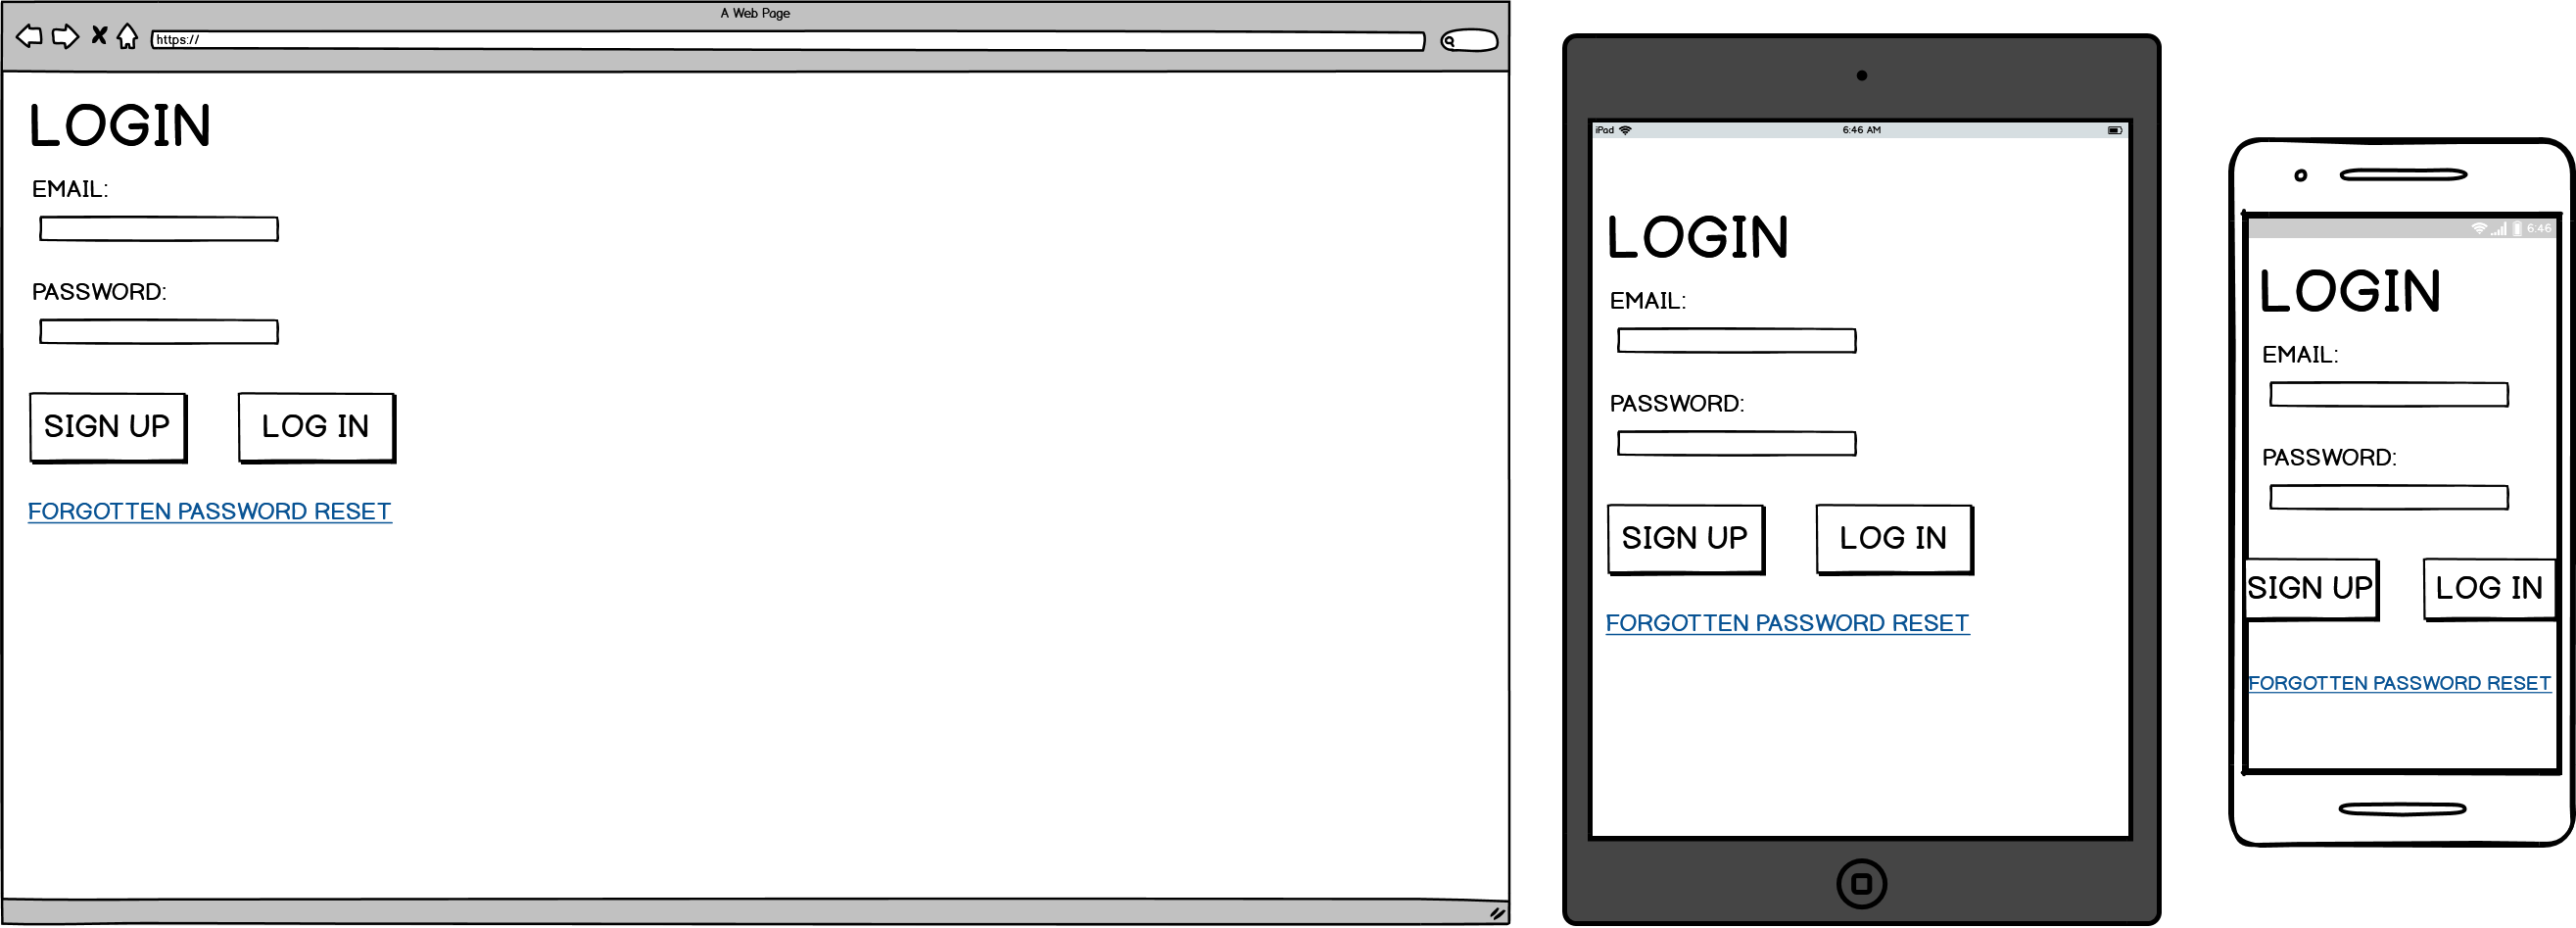 A Web Page
https://
LOGIN
EMAIL:
PASSWORD:
SIGN UP
LOG IN
FORGOTTEN PASSWORD RESET
iPad
6:46 AM
LOGIN
EMAIL:
PASSWORD:
SIGN UP
LOG IN
FORGOTTEN PASSWORD RESET
6:46
LOGIN
EMAIL:
PASSWORD:
SIGN UP
LOG IN
FORGOTTEN PASSWORD RESET